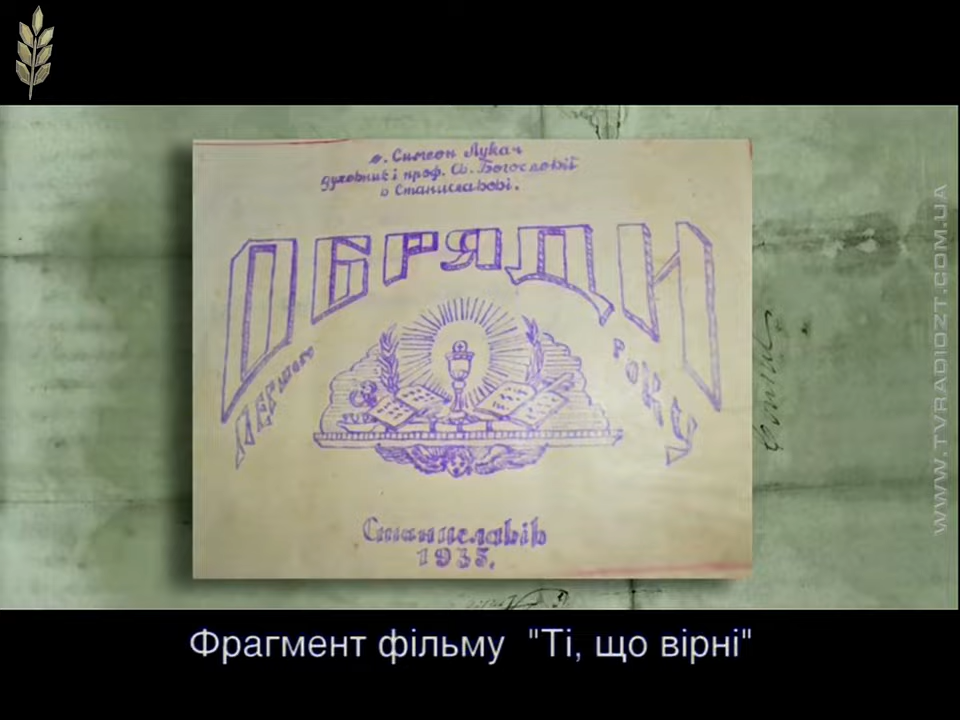 о. Симеон Лукач
духовник і проф. Св. Богословії
в Станиславові.
ОБРЯДИ
ПЕРшого
РОКУ
Станиславів
1935.
WWW.TVRADIOZT.COM.UA
Фрагмент фільму "Ті, що вірні"